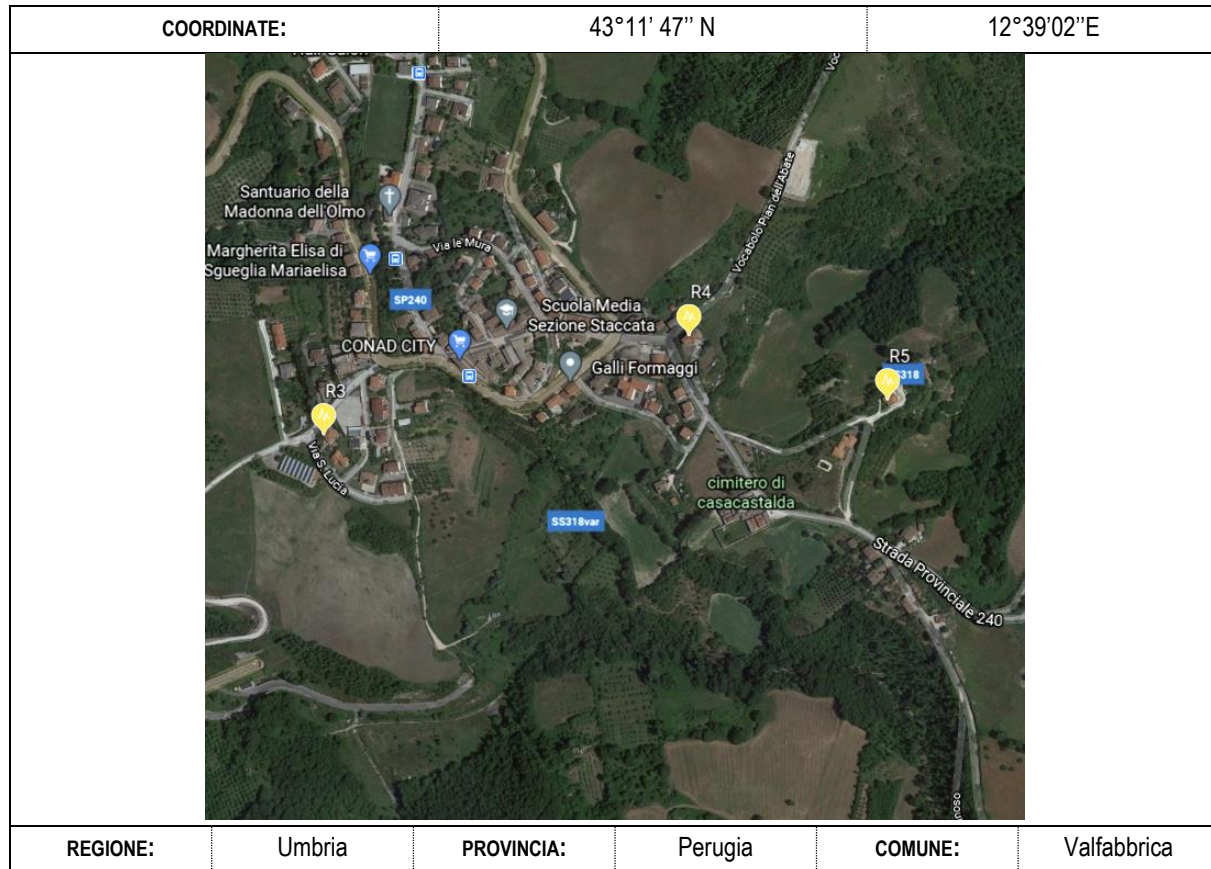 COORDINATE: 43°11’ 47’’ N 12°39’02’’E
Santuario della
Madonna dell'Olmo
Margherita Elisa di
Sgueglia Mariaelisa
Via le Mura
SP240
Scuola Media
Sezione Staccata
CONAD CITY
Galli Formaggi
Vocabolo Pian dell'Abate
R4
R5
R3
Via S. Lucia
cimitero di
casacastalda
SS318var
Strada Provinciale 240
REGIONE: Umbria PROVINCIA: Perugia COMUNE: Valfabbrica